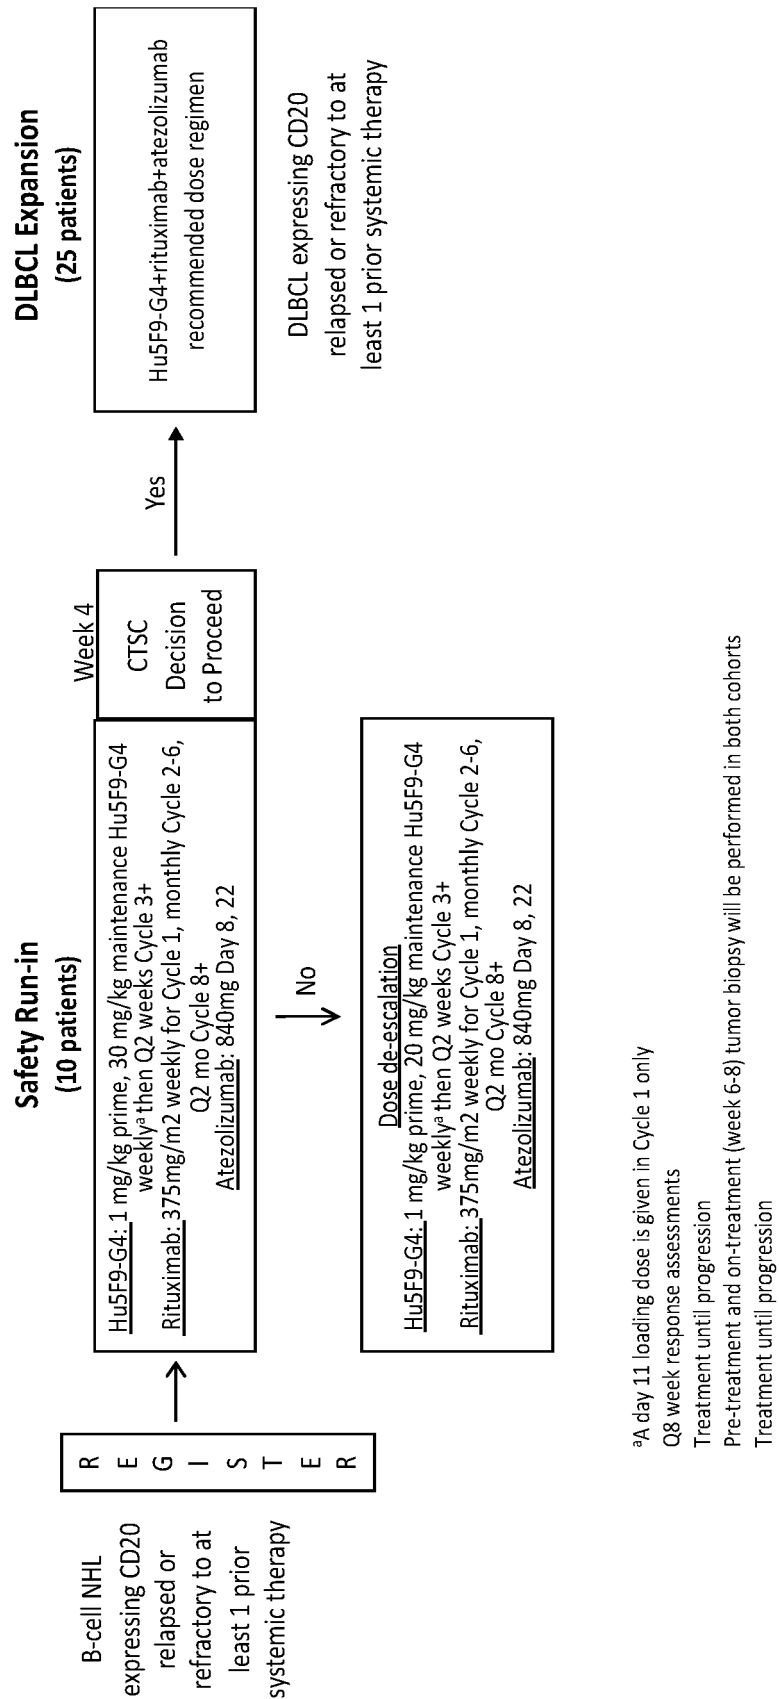 B-cell NHL
expressing CD20
relapsed or
refractory to at
least 1 prior
systemic therapy
R
E
G
I
S
T
E
R
Safety Run-in
(10 patients)
Hu5F9-G4: 1 mg/kg prime, 30 mg/kg maintenance Hu5F9-G4
weeklyᵃ then Q2 weeks Cycle 3+
Rituximab: 375mg/m2 weekly for Cycle 1, monthly Cycle 2-6,
Q2 mo Cycle 8+
Atezolizumab: 840mg Day 8, 22
Week 4
CTSC
Decision
to Proceed
Yes
DLBCL Expansion
(25 patients)
Hu5F9-G4+rituximab+atezolizumab
recommended dose regimen
DLBCL expressing CD20
relapsed or refractory to at
least 1 prior systemic therapy
No
Dose de-escalation
Hu5F9-G4: 1 mg/kg prime, 20 mg/kg maintenance Hu5F9-G4
weeklyᵃ then Q2 weeks Cycle 3+
Rituximab: 375mg/m2 weekly for Cycle 1, monthly Cycle 2-6,
Q2 mo Cycle 8+
Atezolizumab: 840mg Day 8, 22
ᵃA day 11 loading dose is given in Cycle 1 only
Q8 week response assessments
Treatment until progression
Pre-treatment and on-treatment (week 6-8) tumor biopsy will be performed in both cohorts
Treatment until progression